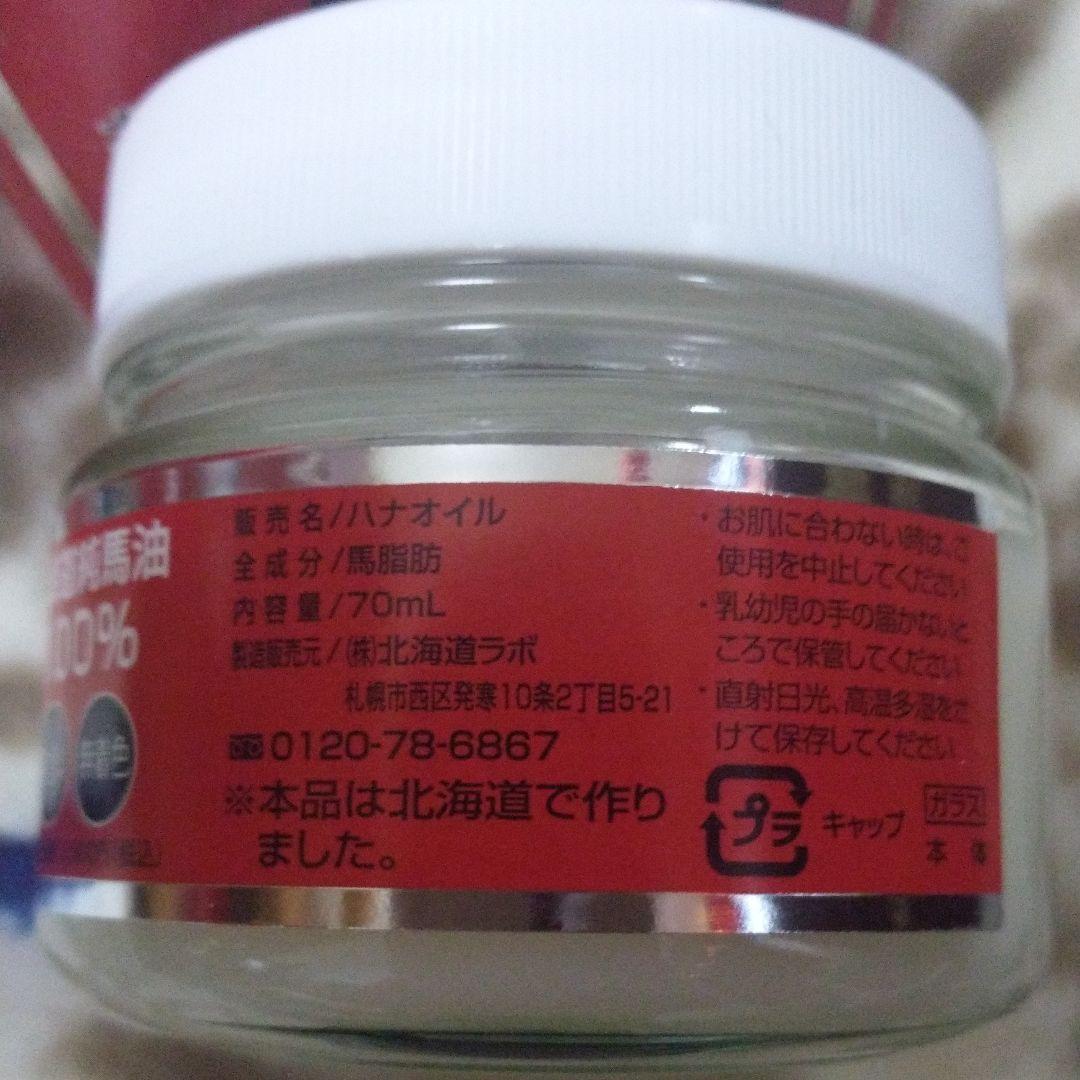 純馬油
100%
販売名/ハナオイル
全成分/馬脂肪
内容量/70mL
製造販売元/(株)北海道ラボ
札幌市西区発寒10条2丁目5-21
0120-78-6867
※本品は北海道で作り
ました。
・お肌に合わない時は、ご
使用を中止してください
・乳幼児の手の届かないと
ころで保管してください
・直射日光、高温多湿をさ
けて保存してください
プラ キャップ
ガラス
本体